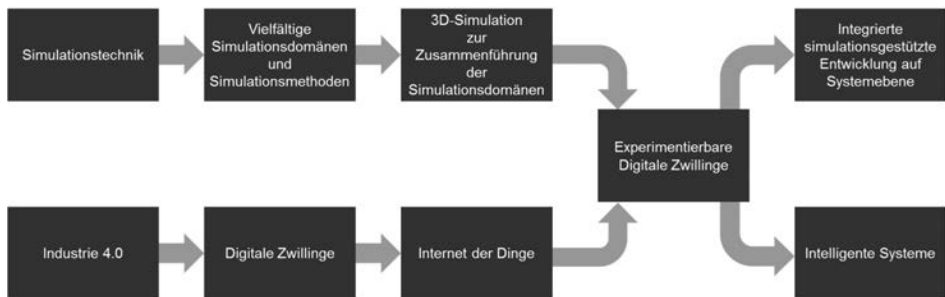 Simulationstechnik
Vielfältige
Simulationsdomänen
und
Simulationsmethoden
3D-Simulation
zur
Zusammenführung
der
Simulationsdomänen
Integrierte
simulationsgestützte
Entwicklung auf
Systemebene
Experimentierbare
Digitale Zwillinge
Industrie 4.0
Digitale Zwillinge
Internet der Dinge
Intelligente Systeme